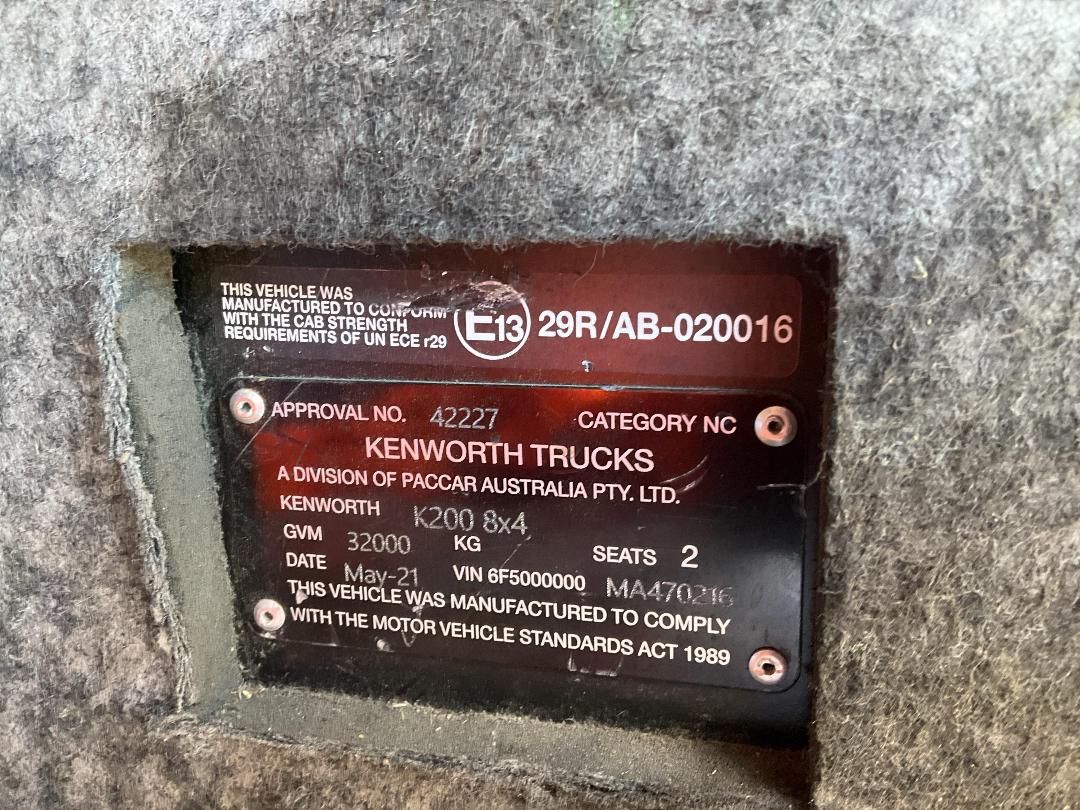 THIS VEHICLE WAS
MANUFACTURED TO CONFORM
WITH THE CAB STRENGTH
REQUIREMENTS OF UN ECE r29
E13 29R/AB-020016
APPROVAL NO. 42227 CATEGORY NC
KENWORTH TRUCKS
A DIVISION OF PACCAR AUSTRALIA PTY. LTD.
KENWORTH K200 8x4
GVM 32000 KG SEATS 2
DATE May-21 VIN 6F5000000 MA470216
THIS VEHICLE WAS MANUFACTURED TO COMPLY
WITH THE MOTOR VEHICLE STANDARDS ACT 1989